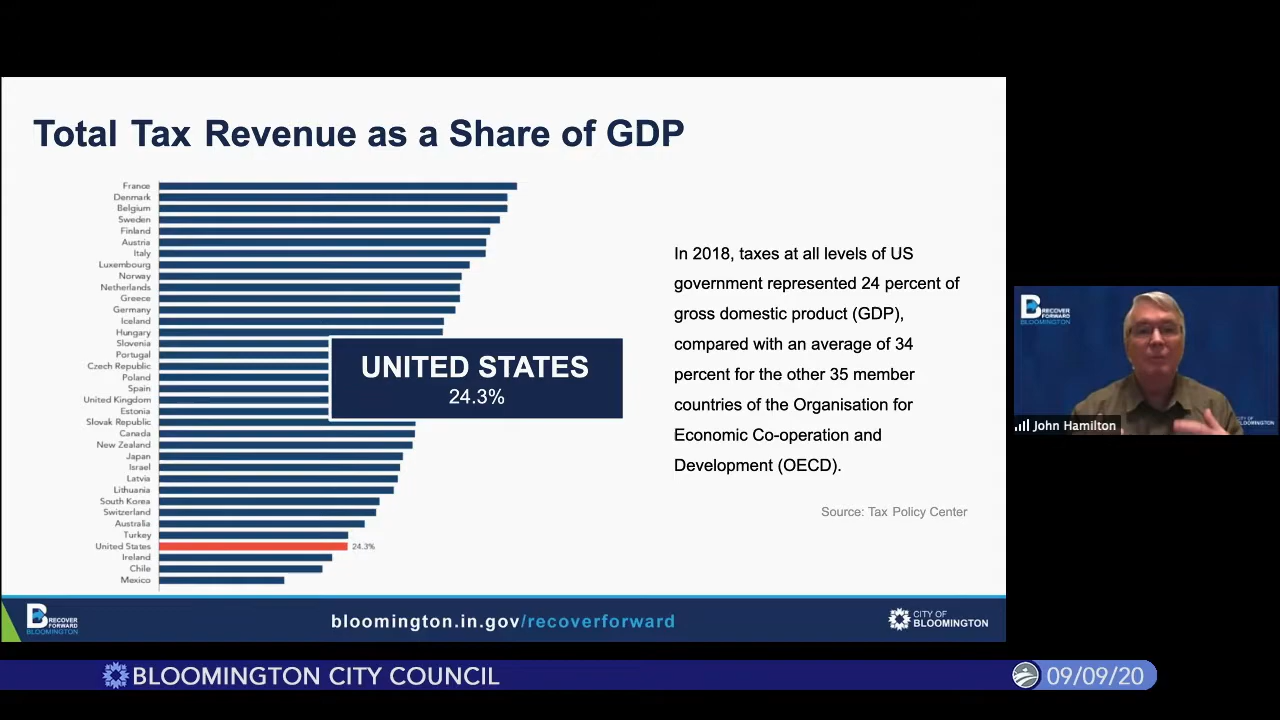 Total Tax Revenue as a Share of GDP
France
Denmark
Belgium
Sweden
Finland
Austria
Italy
Luxembourg
Norway
Netherlands
Greece
Germany
Iceland
Hungary
Slovenia
Portugal
Czech Republic
Poland
Spain
United Kingdom
Estonia
Slovak Republic
Canada
New Zealand
Japan
Israel
Latvia
Lithuania
South Korea
Switzerland
Australia
Turkey
United States 24.3%
Ireland
Chile
Mexico
UNITED STATES
24.3%
In 2018, taxes at all levels of US
government represented 24 percent of
gross domestic product (GDP),
compared with an average of 34
percent for the other 35 member
countries of the Organisation for
Economic Co-operation and
Development (OECD).
Source: Tax Policy Center
B RECOVER
FORWARD
BLOOMINGTON
bloomington.in.gov/recoverforward
CITY OF
BLOOMINGTON
B RECOVER
FORWARD
BLOOMINGTON
CITY OF
BLOOMINGTON
John Hamilton
BLOOMINGTON CITY COUNCIL
09/09/20